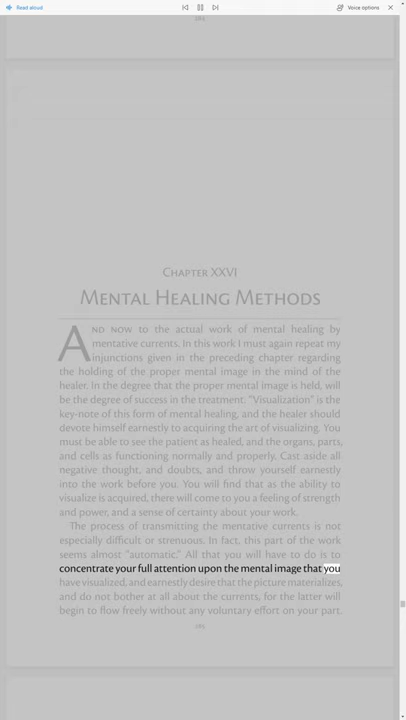 Read aloud
Voice options
Chapter XXVI
Mental Healing Methods
And now to the actual work of mental healing by
mentative currents. In this work I must again repeat my
injunctions given in the preceding chapter regarding
the holding of the proper mental image in the mind of the
healer. In the degree that the proper mental image is held, will
be the degree of success in the treatment. “Visualization” is the
key-note of this form of mental healing, and the healer should
devote himself earnestly to acquiring the art of visualizing. You
must be able to see the patient as healed, and the organs, parts,
and cells as functioning normally and properly. Cast aside all
negative thought, and doubts, and throw yourself earnestly
into the work before you. You will find that as the ability to
visualize is acquired, there will come to you a feeling of strength
and power, and a sense of certainty about your work.
The process of transmitting the mentative currents is not
especially difficult or strenuous. In fact, this part of the work
seems almost “automatic.” All that you will have to do is to
concentrate your full attention upon the mental image that you
have visualized, and earnestly desire that the picture materializes,
and do not bother at all about the currents, for the latter will
begin to flow freely without any voluntary effort on your part.